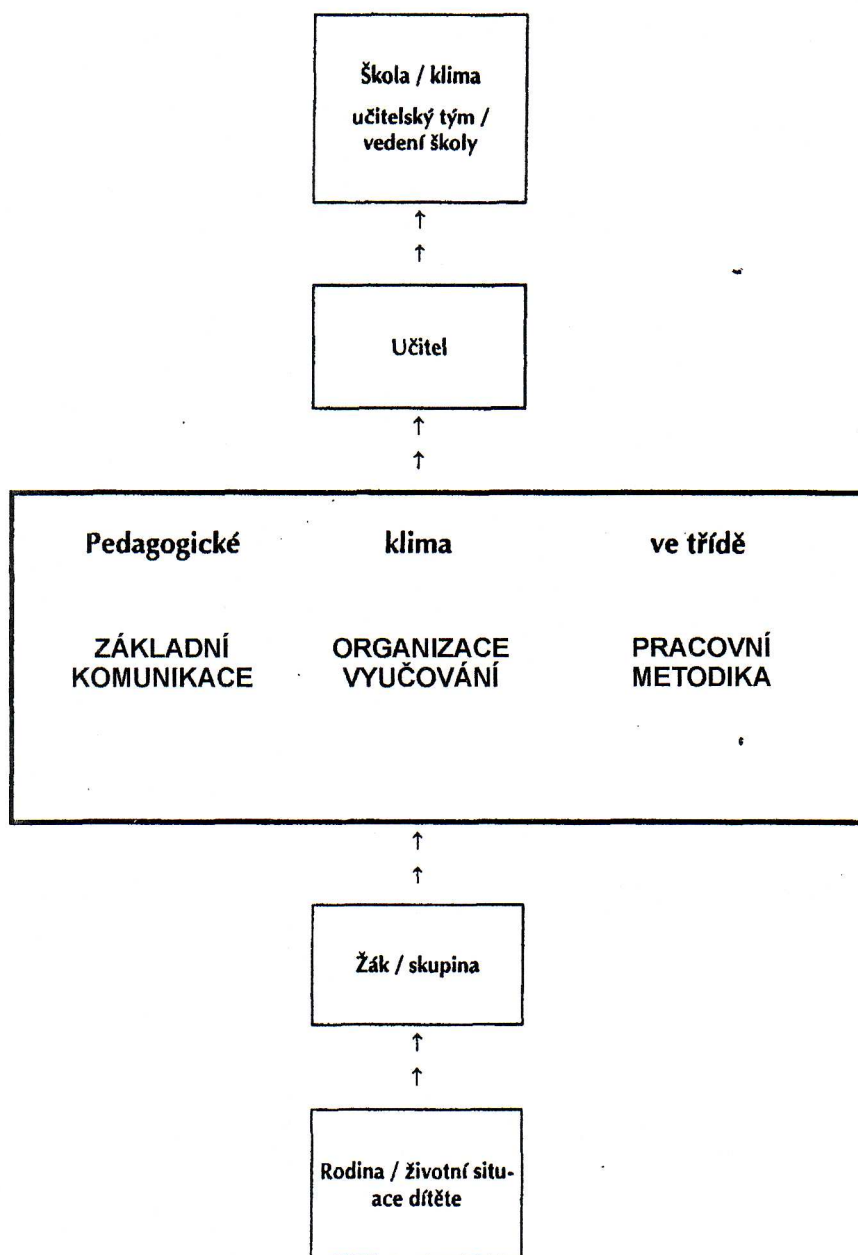 Škola / klima
učitelský tým /
vedení školy
↑
↑
Učitel
↑
↑
Pedagogické klima ve třídě
ZÁKLADNÍ ORGANIZACE PRACOVNÍ
KOMUNIKACE VYUČOVÁNÍ METODIKA
↑
↑
Žák / skupina
↑
↑
Rodina / životní situ-
ace dítěte